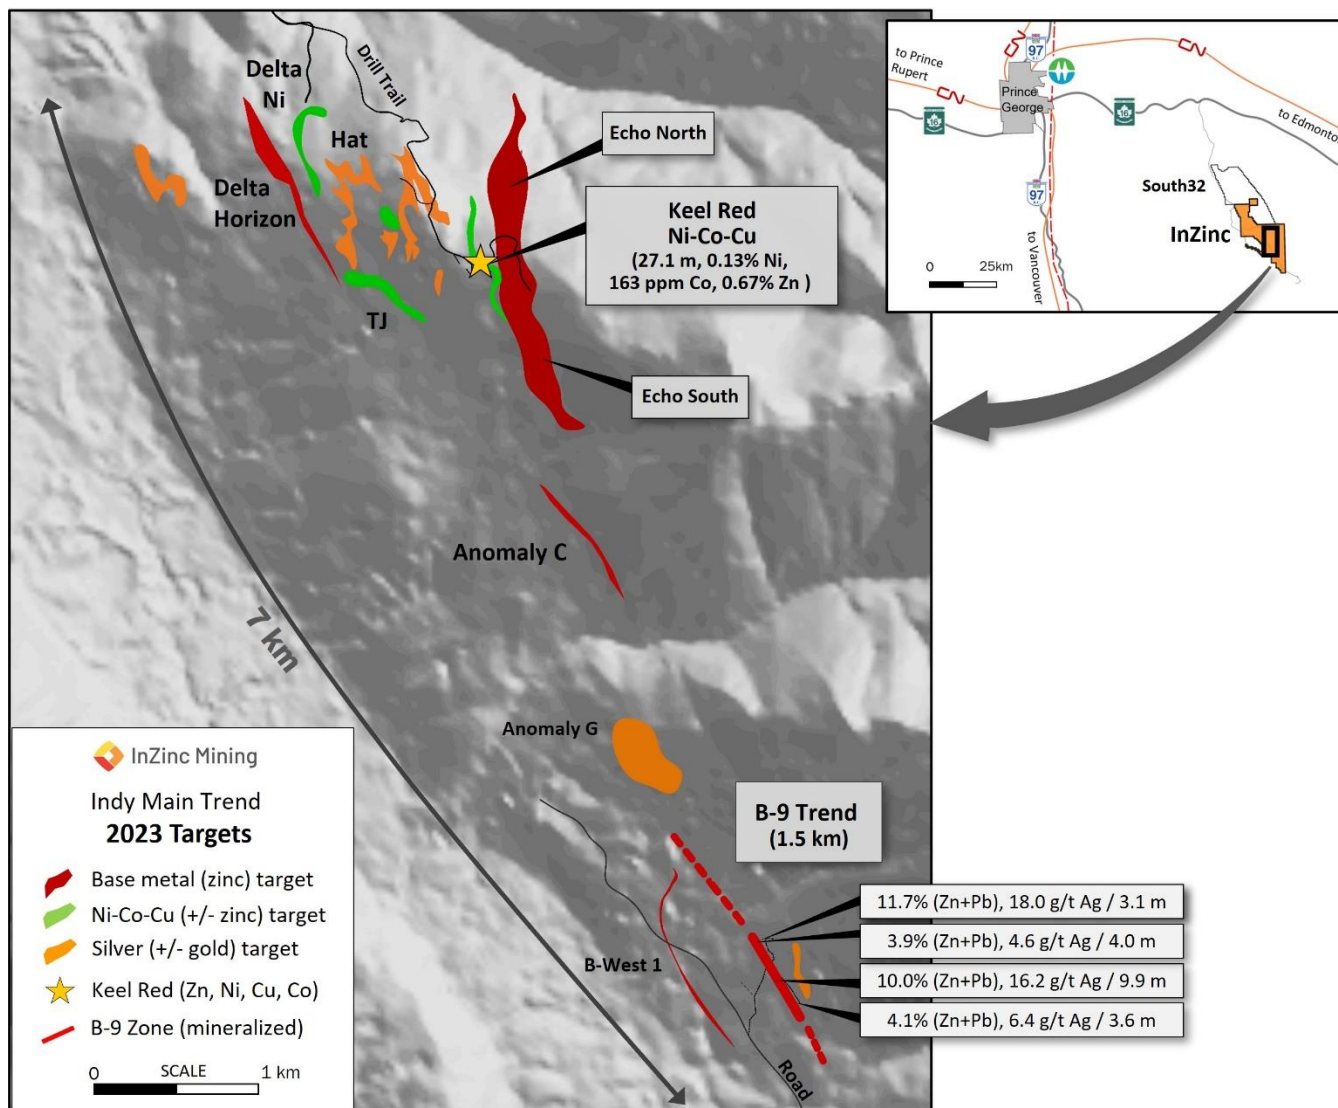 Delta
Ni
Drill Trail
Hat
Delta
Horizon
TJ
Echo North
Keel Red
Ni-Co-Cu
(27.1 m, 0.13% Ni,
163 ppm Co, 0.67% Zn )
Echo South
Anomaly C
7 km
Anomaly G
B-9 Trend
(1.5 km)
11.7% (Zn+Pb), 18.0 g/t Ag / 3.1 m
3.9% (Zn+Pb), 4.6 g/t Ag / 4.0 m
10.0% (Zn+Pb), 16.2 g/t Ag / 9.9 m
4.1% (Zn+Pb), 6.4 g/t Ag / 3.6 m
B-West 1
Road
InZinc Mining
Indy Main Trend
2023 Targets
Base metal (zinc) target
Ni-Co-Cu (+/- zinc) target
Silver (+/- gold) target
Keel Red (Zn, Ni, Cu, Co)
B-9 Zone (mineralized)
0 SCALE 1 km
to Prince
Rupert
CN
97
CN
CN
Prince
George
16
16
to Edmonton
97
to Vancouver
South32
InZinc
0 25km